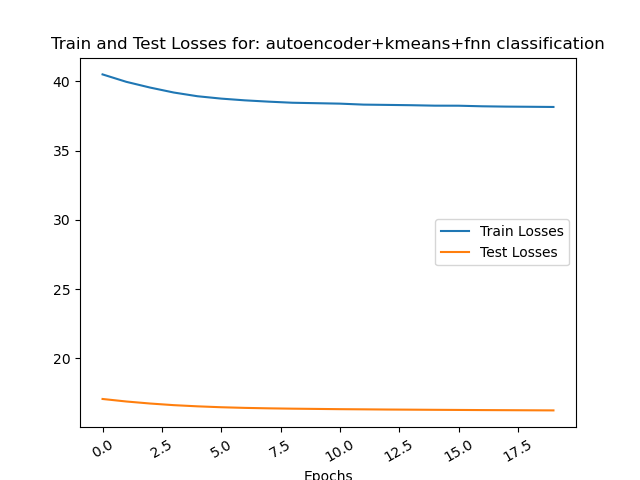 Train and Test Losses for: autoencoder+kmeans+fnn classification
40
35
30
25
20
Train Losses
Test Losses
0.0 2.5 5.0 7.5 10.0 12.5 15.0 17.5
Epochs